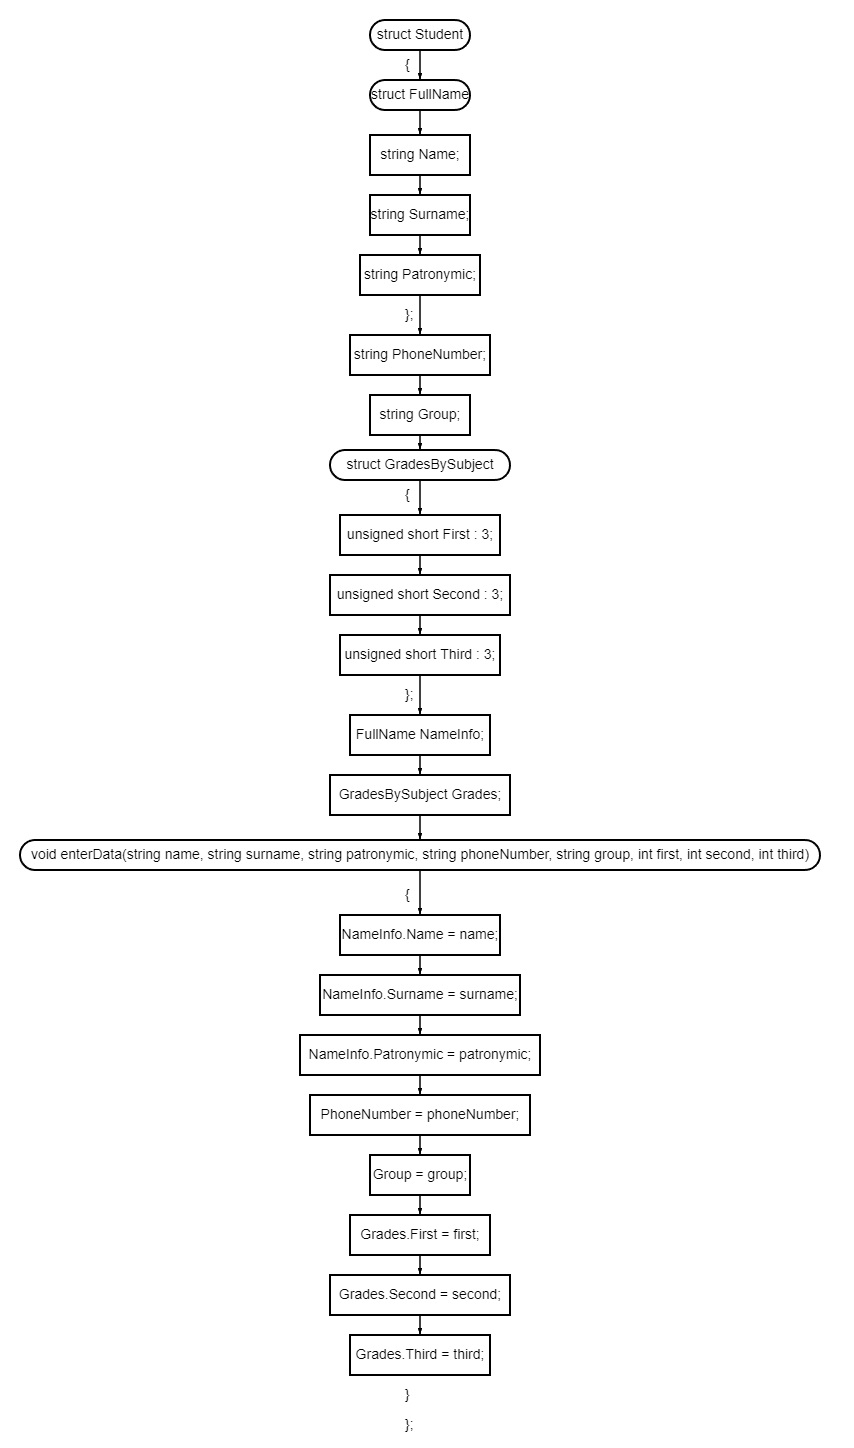 struct Student
{
struct FullName
string Name;
string Surname;
string Patronymic;
};
string PhoneNumber;
string Group;
struct GradesBySubject
{
unsigned short First : 3;
unsigned short Second : 3;
unsigned short Third : 3;
};
FullName NameInfo;
GradesBySubject Grades;
void enterData(string name, string surname, string patronymic, string phoneNumber, string group, int first, int second, int third)
{
NameInfo.Name = name;
NameInfo.Surname = surname;
NameInfo.Patronymic = patronymic;
PhoneNumber = phoneNumber;
Group = group;
Grades.First = first;
Grades.Second = second;
Grades.Third = third;
}
};